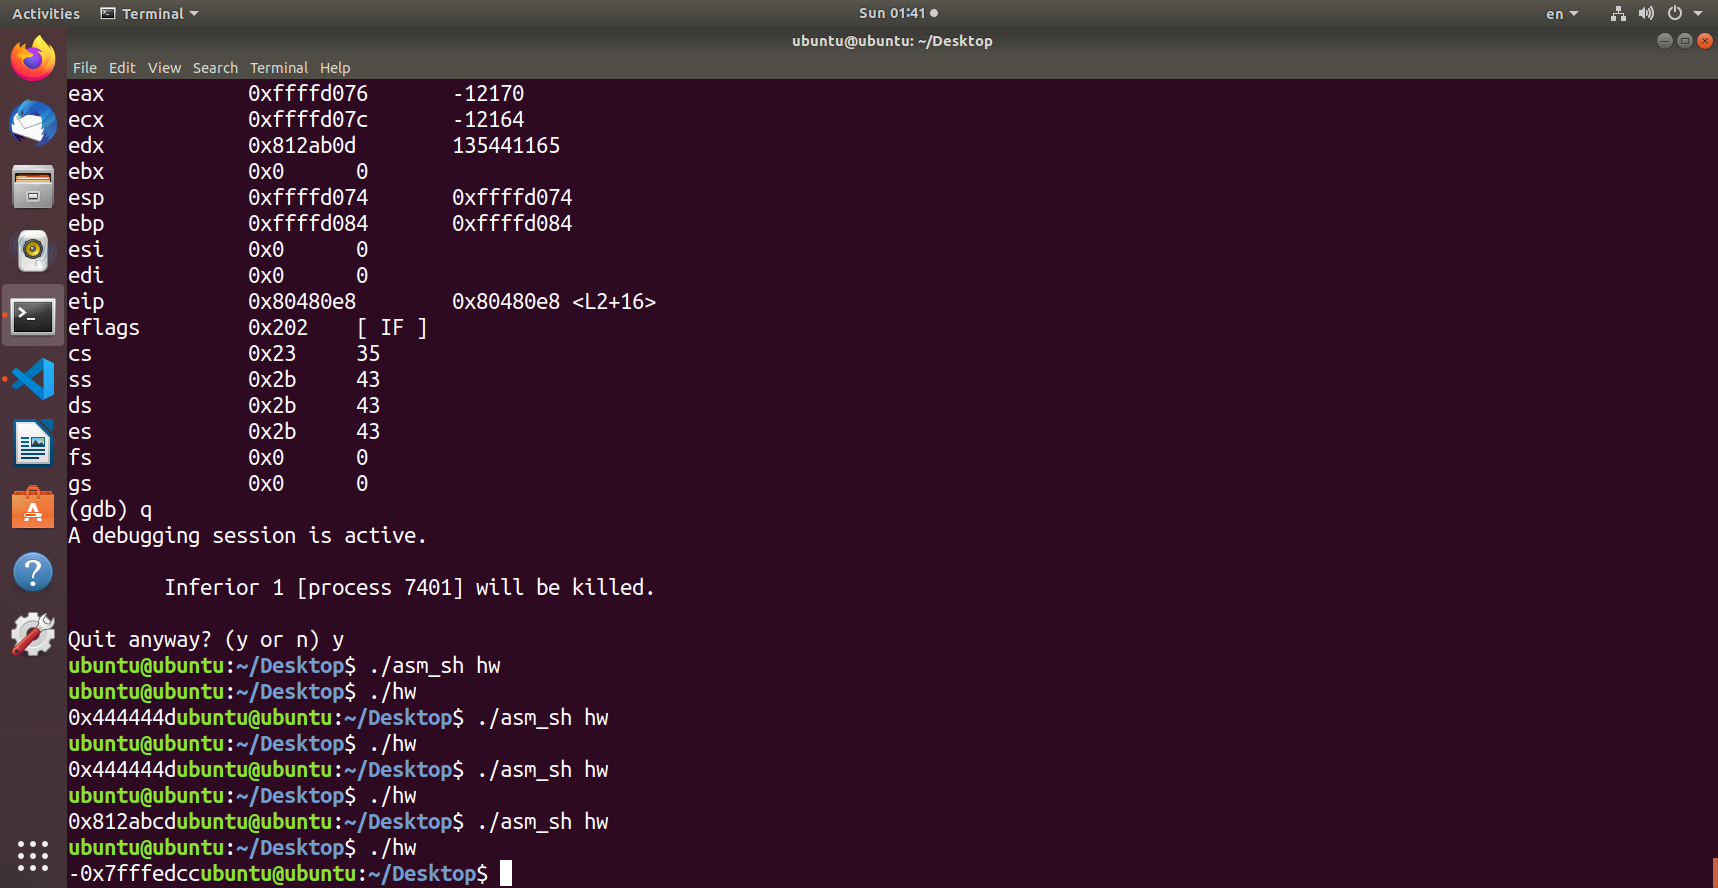 Activities Terminal Sun 01:41 en
ubuntu@ubuntu: ~/Desktop
File Edit View Search Terminal Help
eax 0xffffd076 -12170
ecx 0xffffd07c -12164
edx 0x812ab0d 135441165
ebx 0x0 0
esp 0xffffd074 0xffffd074
ebp 0xffffd084 0xffffd084
esi 0x0 0
edi 0x0 0
eip 0x80480e8 0x80480e8 <L2+16>
eflags 0x202 [ IF ]
cs 0x23 35
ss 0x2b 43
ds 0x2b 43
es 0x2b 43
fs 0x0 0
gs 0x0 0
(gdb) q
A debugging session is active.
Inferior 1 [process 7401] will be killed.
Quit anyway? (y or n) y
ubuntu@ubuntu:~/Desktop$ ./asm_sh hw
ubuntu@ubuntu:~/Desktop$ ./hw
0x444444dubuntu@ubuntu:~/Desktop$ ./asm_sh hw
ubuntu@ubuntu:~/Desktop$ ./hw
0x444444dubuntu@ubuntu:~/Desktop$ ./asm_sh hw
ubuntu@ubuntu:~/Desktop$ ./hw
0x812abcdubuntu@ubuntu:~/Desktop$ ./asm_sh hw
ubuntu@ubuntu:~/Desktop$ ./hw
-0x7fffedccubuntu@ubuntu:~/Desktop$